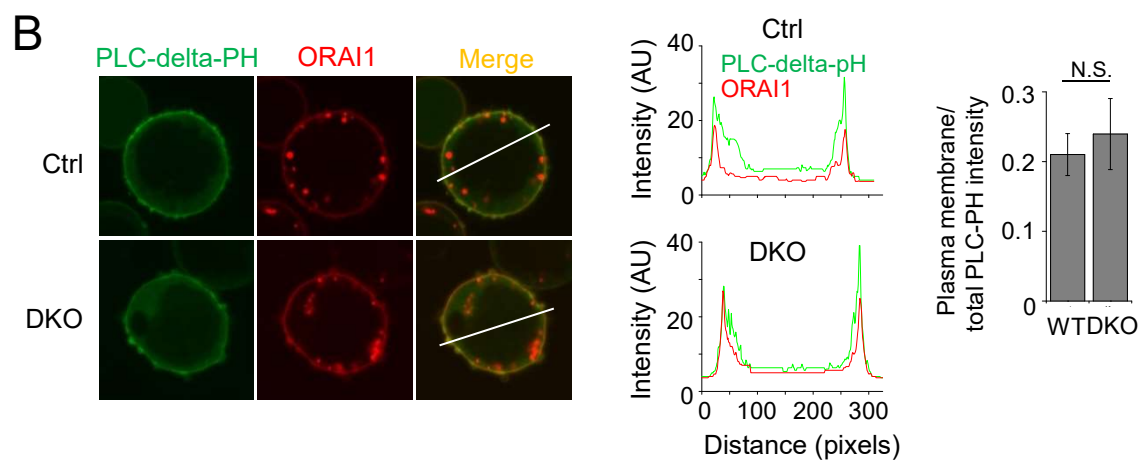 B
PLC-delta-PH ORAI1 Merge
Ctrl
DKO
Ctrl
PLC-delta-pH
ORAI1
Intensity (AU)
40
20
0
DKO
Intensity (AU)
40
20
0
0 100 200 300
Distance (pixels)
N.S.
Plasma membrane/
total PLC-PH intensity
0.3
0.2
0.1
0
WT DKO